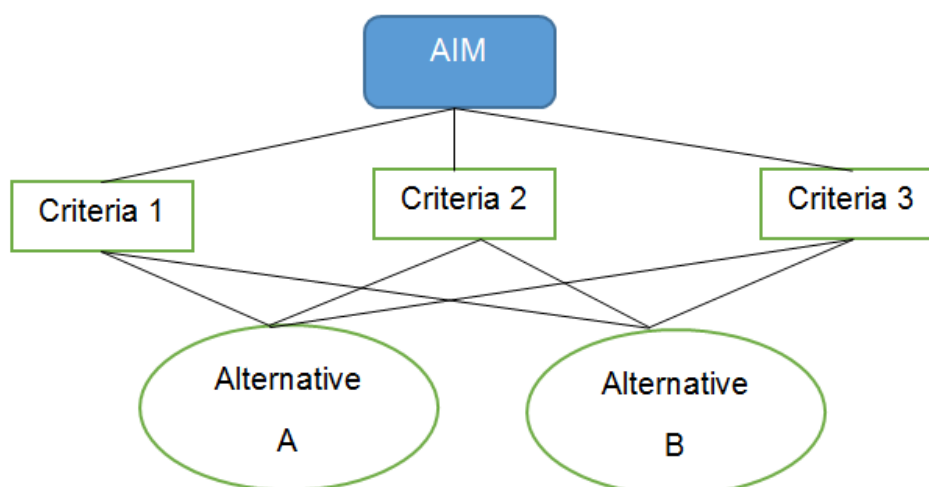 AIM
Criteria 1
Criteria 2
Criteria 3
Alternative
A
Alternative
B